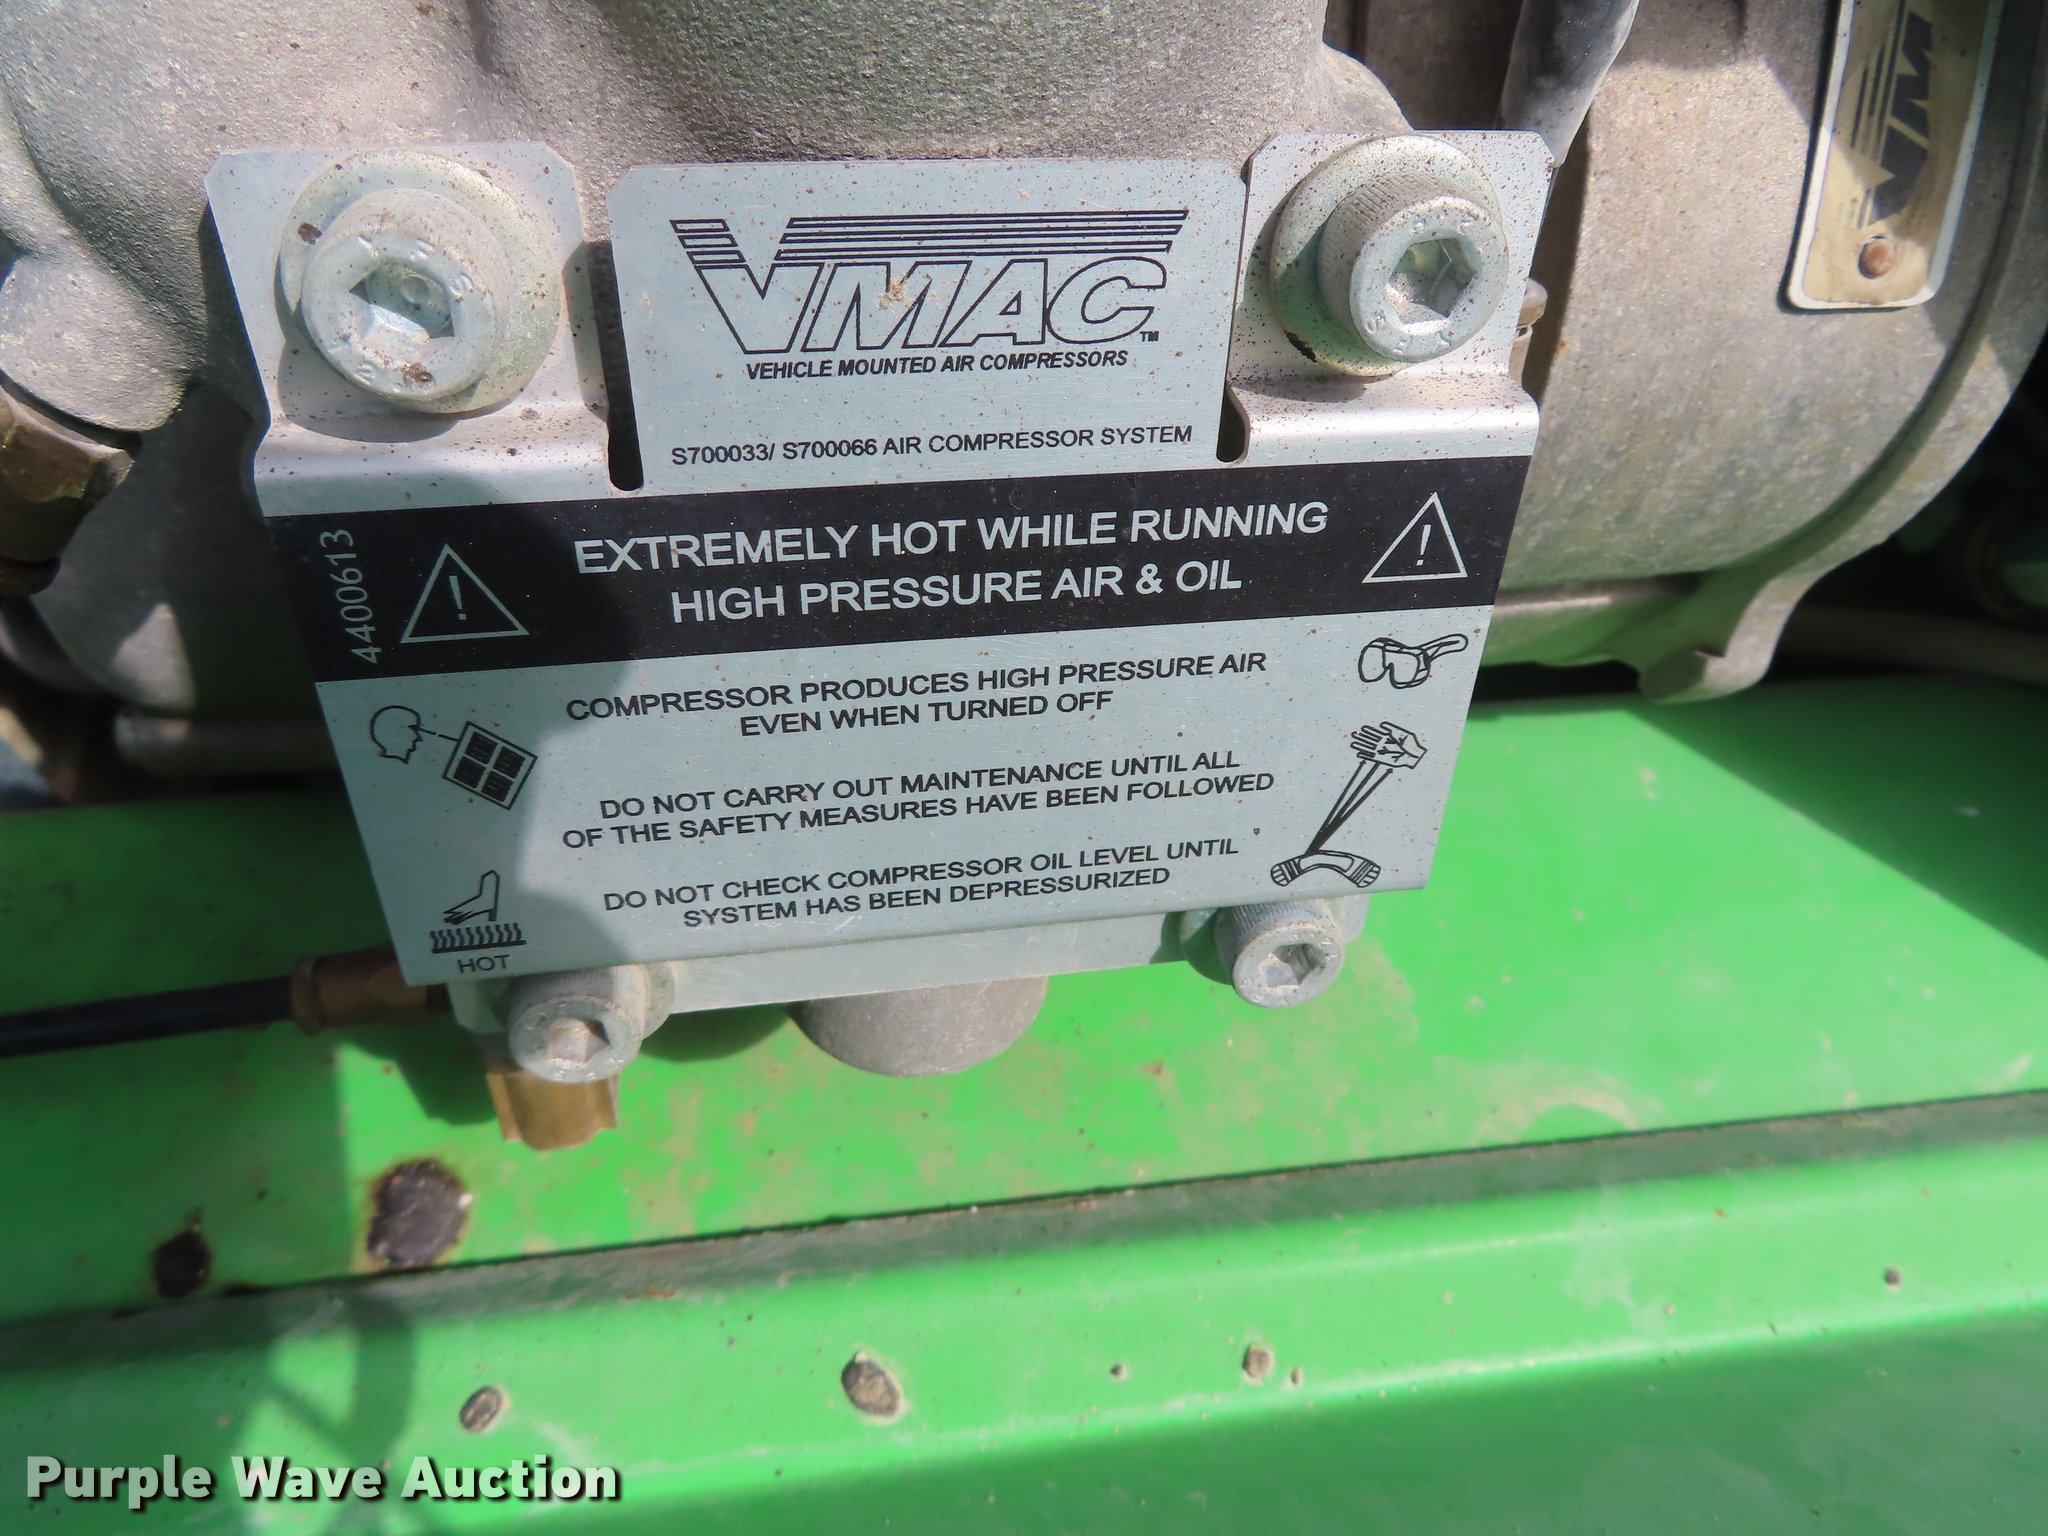 VMAC™
VEHICLE MOUNTED AIR COMPRESSORS
S700033/ S700066 AIR COMPRESSOR SYSTEM
4400613
EXTREMELY HOT WHILE RUNNING
HIGH PRESSURE AIR & OIL
COMPRESSOR PRODUCES HIGH PRESSURE AIR
EVEN WHEN TURNED OFF
DO NOT CARRY OUT MAINTENANCE UNTIL ALL
OF THE SAFETY MEASURES HAVE BEEN FOLLOWED
DO NOT CHECK COMPRESSOR OIL LEVEL UNTIL
SYSTEM HAS BEEN DEPRESSURIZED
HOT
Purple Wave Auction